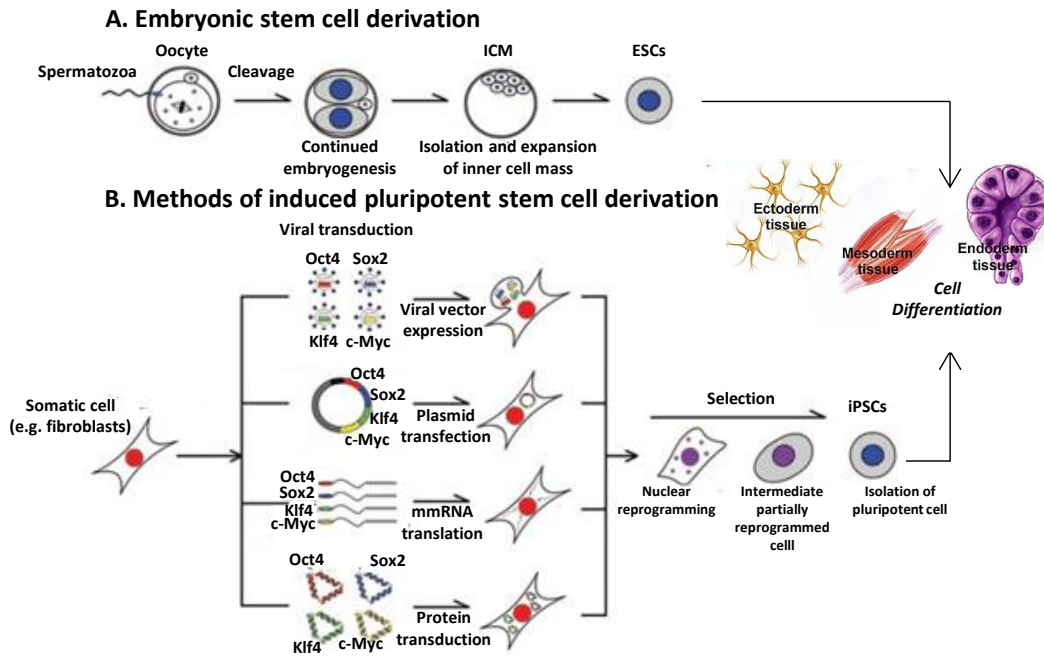 A. Embryonic stem cell derivation
Oocyte
ICM
ESCs
Spermatozoa
Cleavage
Continued
embryogenesis
Isolation and expansion
of inner cell mass
B. Methods of induced pluripotent stem cell derivation
Ectoderm
tissue
Mesoderm
tissue
Endoderm
tissue
Cell
Differentiation
Viral transduction
Oct4
Sox2
Klf4
c-Myc
Viral vector
expression
Somatic cell
(e.g. fibroblasts)
Oct4
Sox2
Klf4
c-Myc
Plasmid
transfection
Oct4
Sox2
Klf4
c-Myc
mmRNA
translation
Oct4
Sox2
Klf4
c-Myc
Protein
transduction
Selection
iPSCs
Nuclear
reprogramming
Intermediate
partially
reprogrammed
celll
Isolation of
pluripotent cell